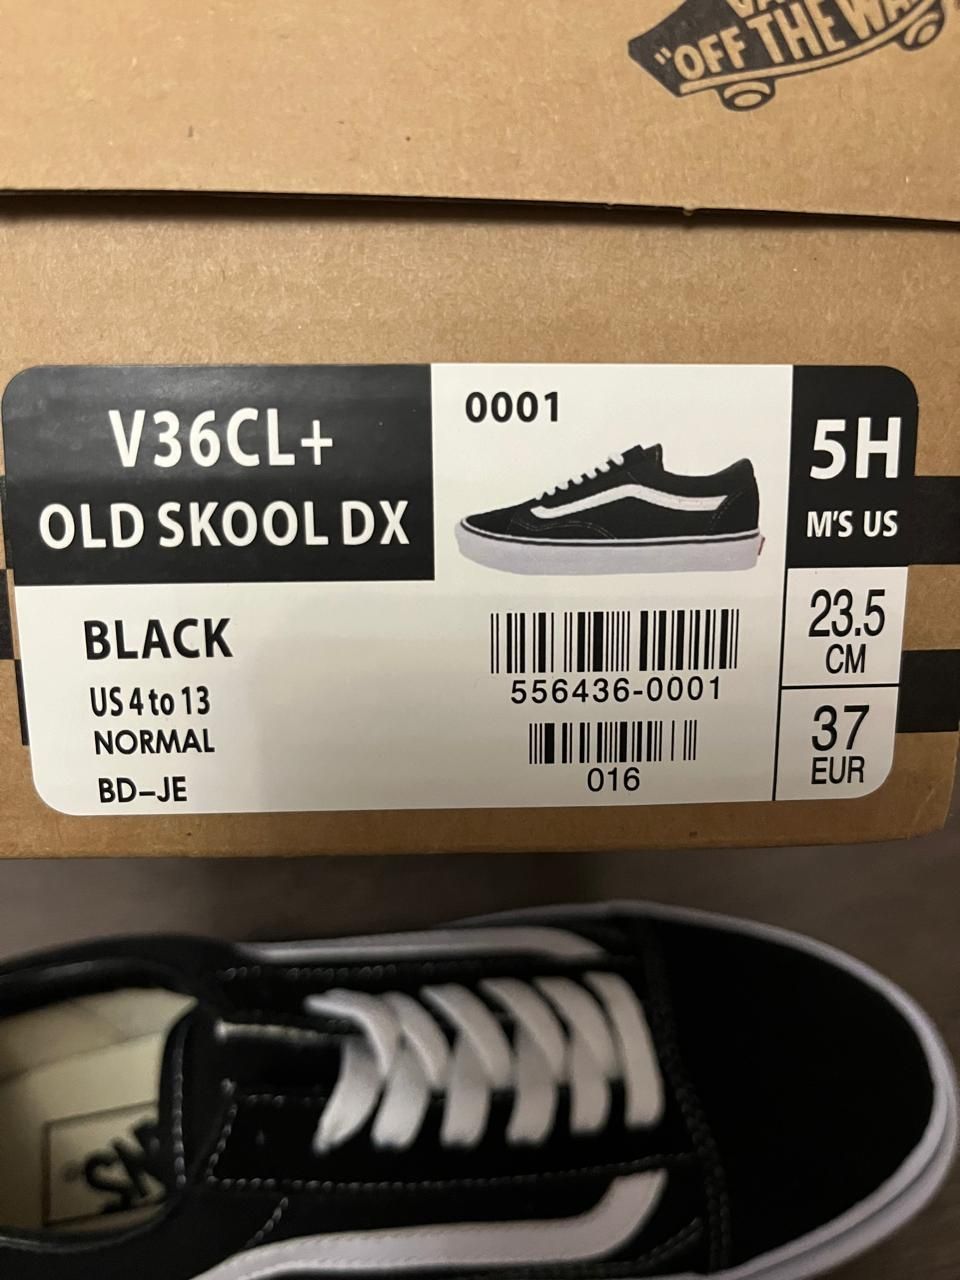 "OFF THE WA
V36CL+
OLD SKOOL DX
0001
5H
M'S US
BLACK
US 4 to 13
NORMAL
BD-JE
556436-0001
016
23.5
CM
37
EUR